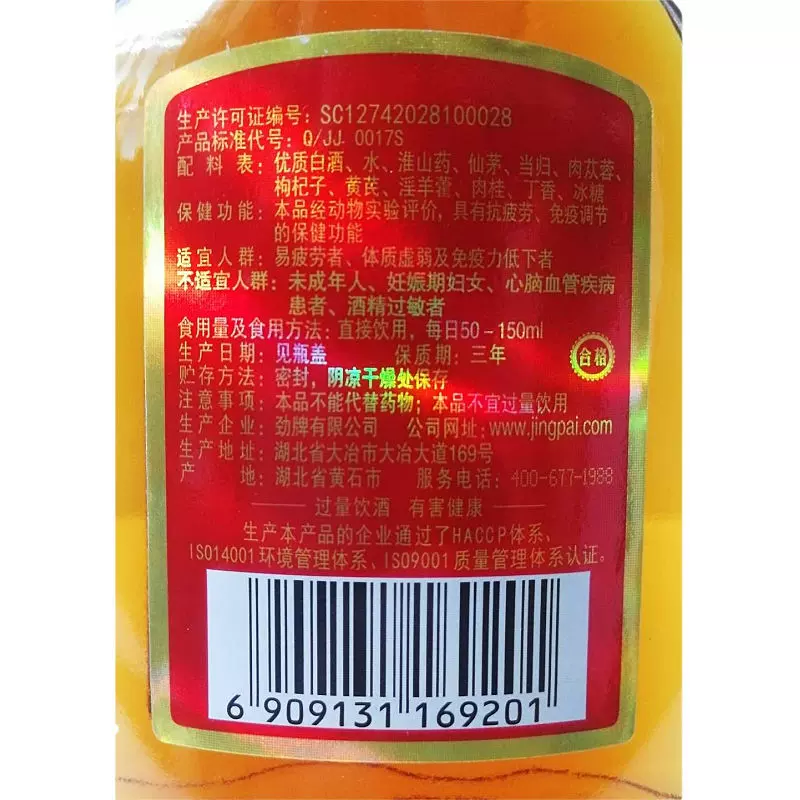 生产许可证编号：SC12742028100028
产品标准代号：Q/JJ 0017S
配料表：优质白酒、水、淮山药、仙茅、当归、肉苁蓉、
枸杞子、黄芪、淫羊藿、肉桂、丁香、冰糖
保健功能：本品经动物实验评价，具有抗疲劳、免疫调节
的保健功能
适宜人群：易疲劳者、体质虚弱及免疫力低下者
不适宜人群：未成年人、妊娠期妇女、心脑血管疾病
患者、酒精过敏者
食用量及食用方法：直接饮用，每日50-150ml
生产日期：见瓶盖 保质期：三年
合格
贮存方法：密封，阴凉干燥处保存
注意事项：本品不能代替药物；本品不宜过量饮用
生产企业：劲牌有限公司 公司网址：www.jingpai.com
生产地址：湖北省大冶市大冶大道169号
产地：湖北省黄石市 服务电话：400-677-1988
过量饮酒 有害健康
生产本产品的企业通过了HACCP体系、
ISO14001环境管理体系、ISO9001质量管理体系认证。
6 909131 169201